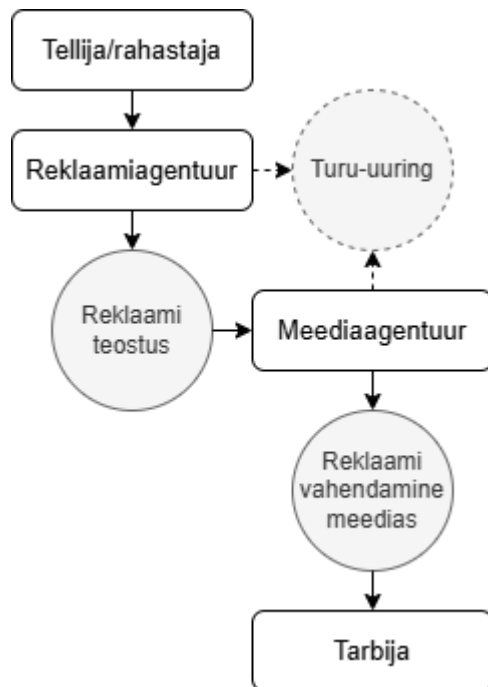 Tellija/rahastaja
Reklaamiagentuur
Turu-uuring
Reklaami
teostus
Meediaagentuur
Reklaami
vahendamine
meedias
Tarbija